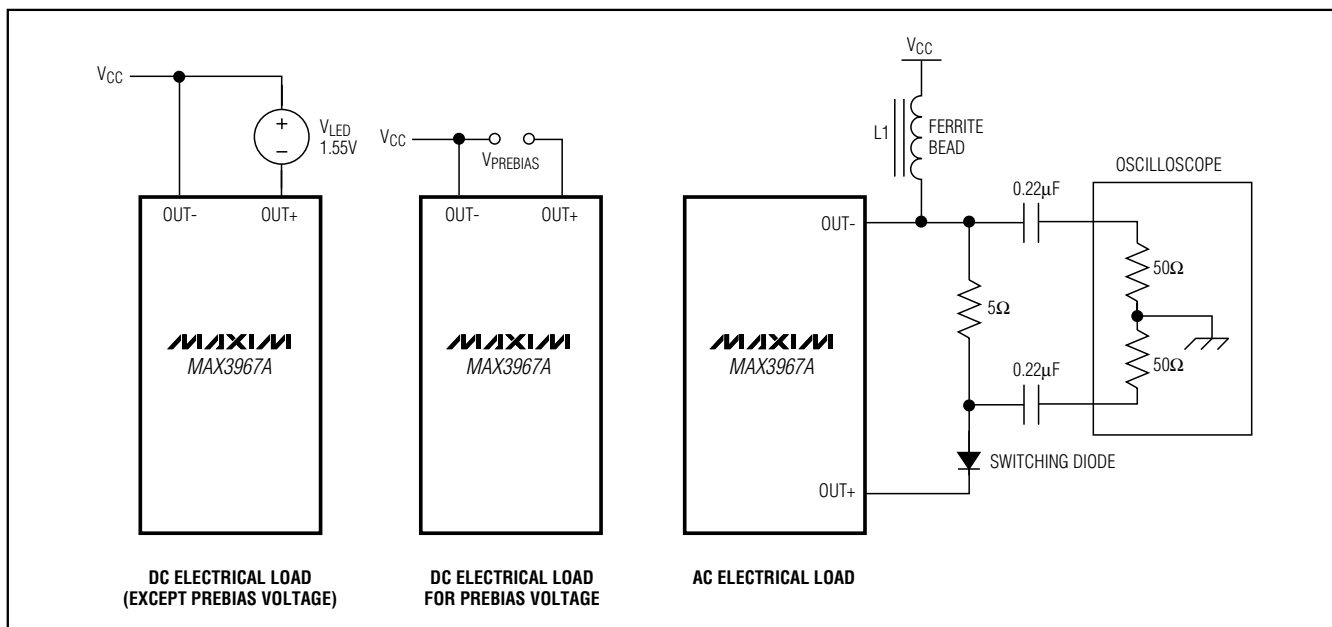 VCC
+
−
VLED
1.55V
OUT-
OUT+
MAXIM
MAX3967A
DC ELECTRICAL LOAD
(EXCEPT PREBIAS VOLTAGE)
VCC
VPREBIAS
OUT-
OUT+
MAXIM
MAX3967A
DC ELECTRICAL LOAD
FOR PREBIAS VOLTAGE
VCC
L1
FERRITE
BEAD
OUT-
MAXIM
MAX3967A
OUT+
5Ω
0.22µF
0.22µF
SWITCHING DIODE
OSCILLOSCOPE
50Ω
50Ω
AC ELECTRICAL LOAD